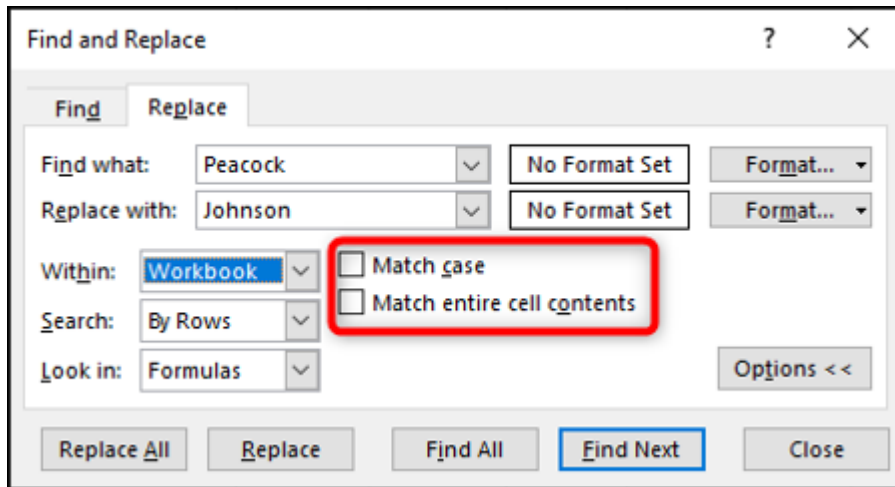 Find and Replace ?
Find Replace
Find what: Peacock No Format Set Format...
Replace with: Johnson No Format Set Format...
Within: Workbook Match case
Match entire cell contents
Search: By Rows
Look in: Formulas Options <<
Replace All Replace Find All Find Next Close